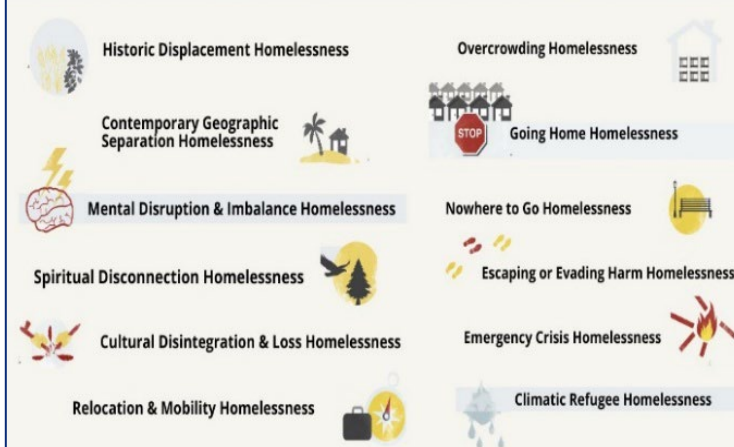 Historic Displacement Homelessness
Contemporary Geographic
Separation Homelessness
Mental Disruption & Imbalance Homelessness
Spiritual Disconnection Homelessness
Cultural Disintegration & Loss Homelessness
Relocation & Mobility Homelessness
Overcrowding Homelessness
STOP
Going Home Homelessness
Nowhere to Go Homelessness
Escaping or Evading Harm Homelessness
Emergency Crisis Homelessness
Climatic Refugee Homelessness